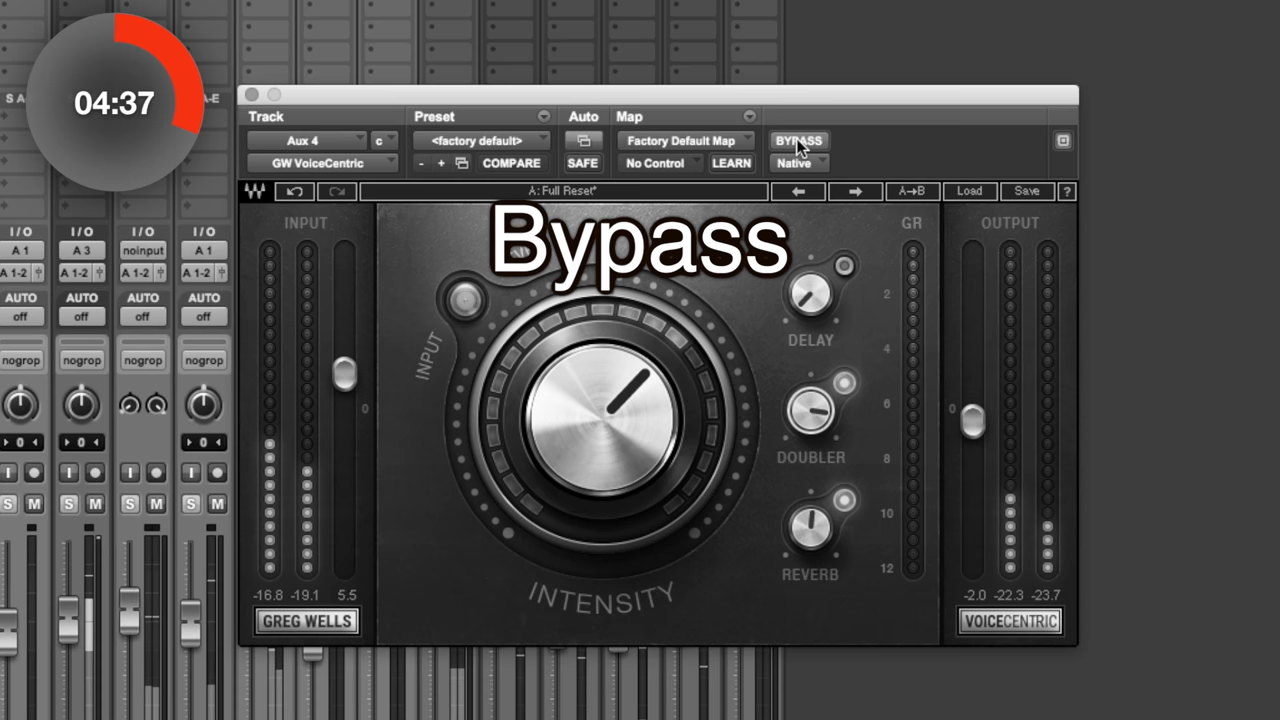 04:37
S A-
A-E
Track
Preset
Auto
Map
Aux 4
c
<factory default>
Factory Default Map
BYPASS
GW VoiceCentric
- +
COMPARE
SAFE
No Control
LEARN
Native
A: Full Reset*
A→B
Load
Save
?
Bypass
INPUT
GR
OUTPUT
I/O
I/O
I/O
I/O
A 1
A 3
noinput
A 1
A 1-2
A 1-2
A 1-2
A 1-2
AUTO
AUTO
AUTO
AUTO
off
off
off
off
nogrop
nogrop
nogrop
nogrop
0
0
0
I
I
I
I
S
M
S
M
S
M
S
M
INPUT
0
DELAY
DOUBLER
REVERB
2
4
6
8
10
12
0
INTENSITY
-16.8 -19.1 5.5
-2.0 -22.3 -23.7
GREG WELLS
VOICECENTRIC